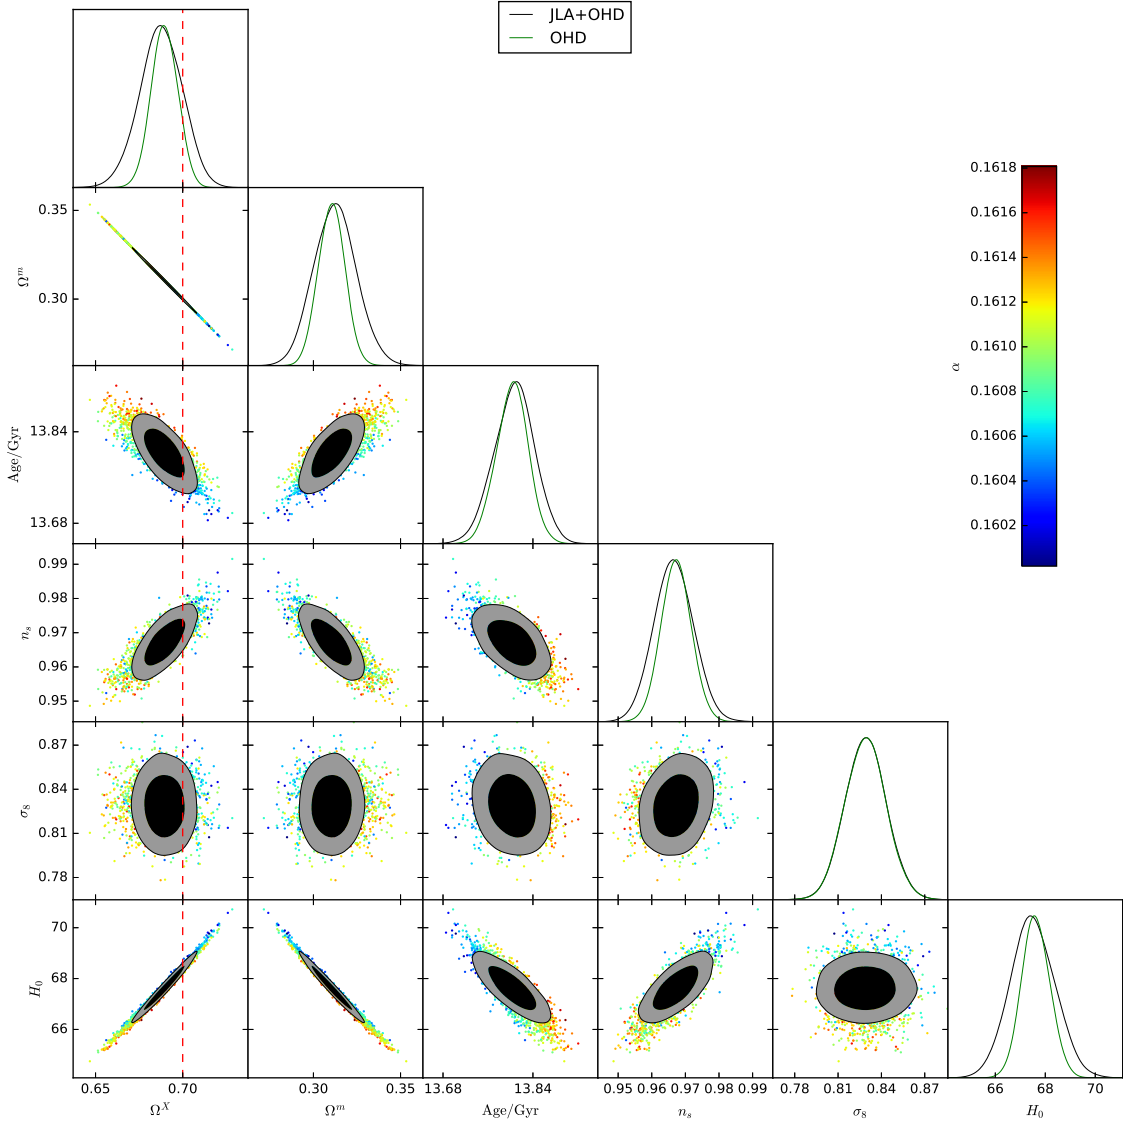 JLA+OHD
OHD
0.35
Ω^m
0.30
0.1618
0.1616
0.1614
0.1612
0.1610
α
0.1608
0.1606
0.1604
0.1602
13.84
Age/Gyr
13.68
0.99
0.98
n_s
0.97
0.96
0.95
0.87
0.84
σ_8
0.81
0.78
70
H_0
68
66
0.65 0.70 0.30 0.35 13.68 13.84 0.95 0.96 0.97 0.98 0.99 0.78 0.81 0.84 0.87 66 68 70
Ω^X Ω^m Age/Gyr n_s σ_8 H_0